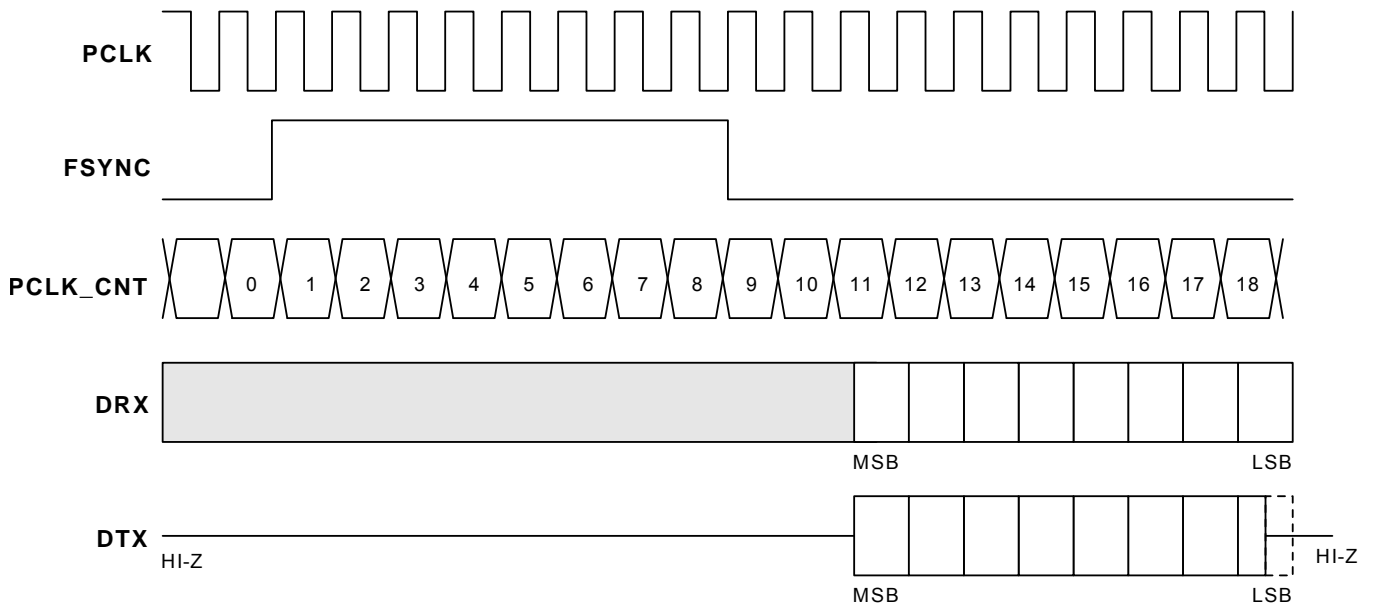 PCLK
FSYNC
PCLK_CNT 0 1 2 3 4 5 6 7 8 9 10 11 12 13 14 15 16 17 18
DRX
MSB LSB
DTX
HI-Z HI-Z
MSB LSB